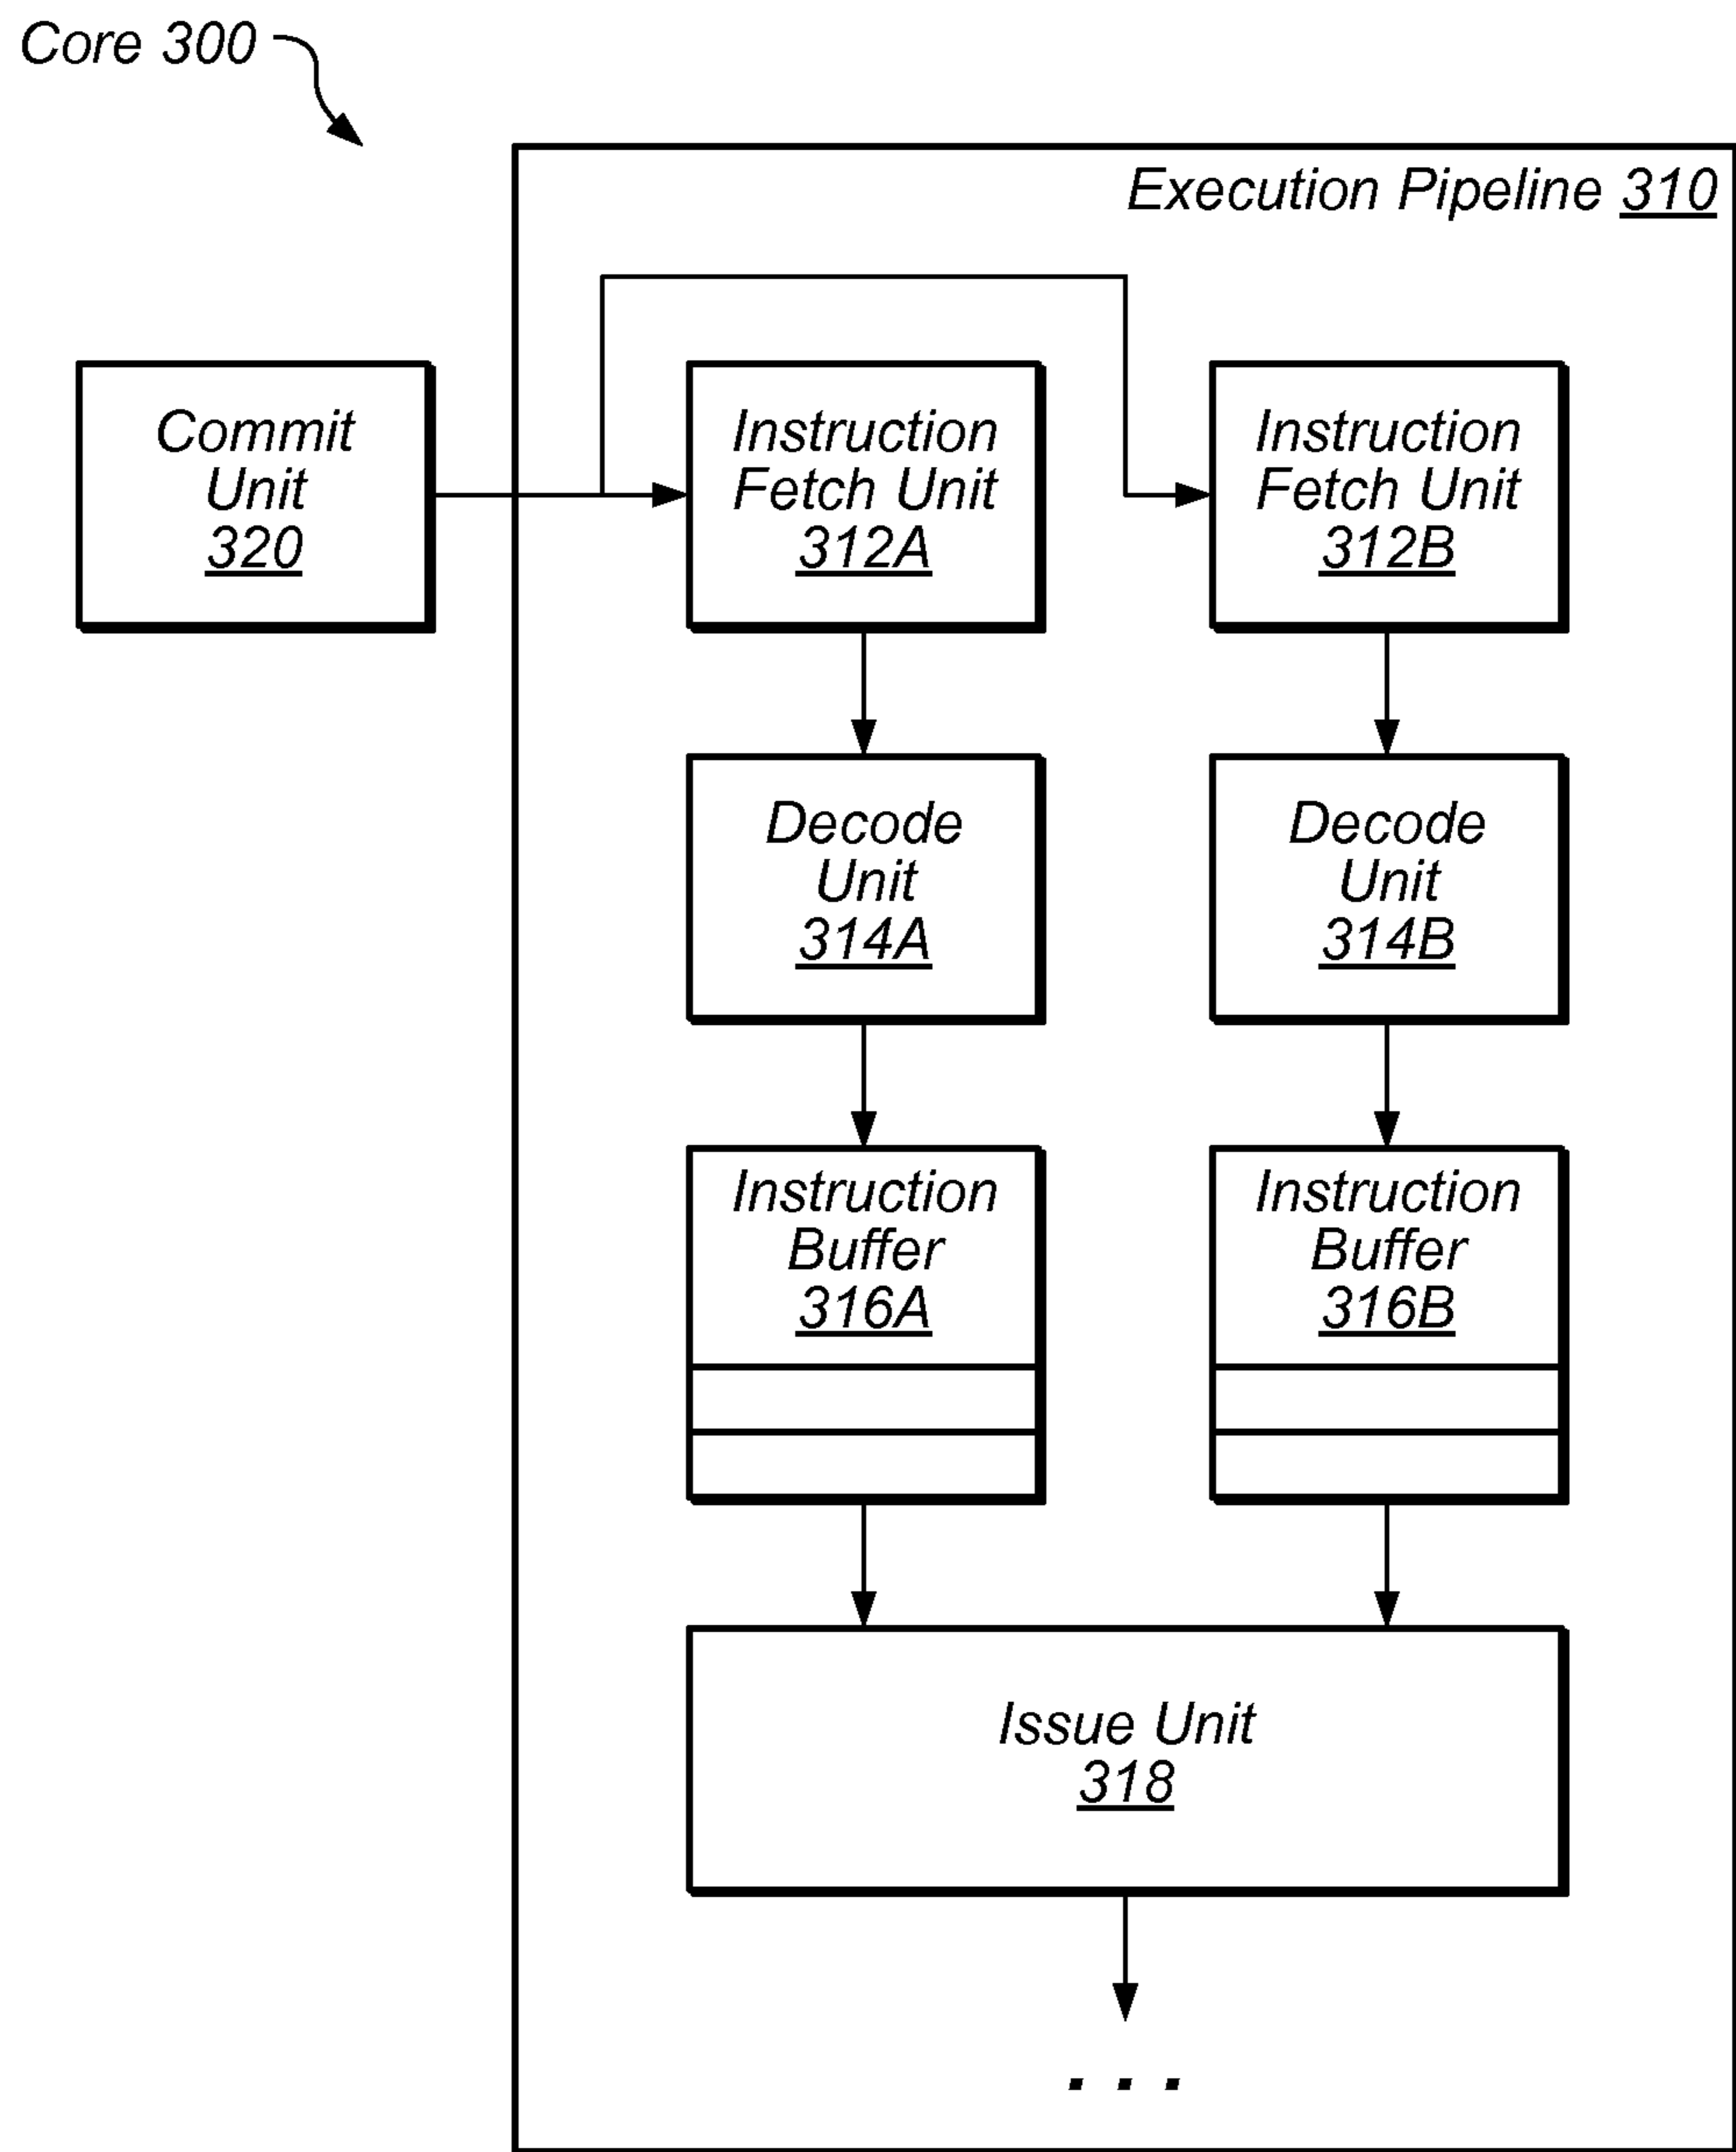 Core 300
Execution Pipeline 310
Commit
Unit
320
Instruction
Fetch Unit
312A
Instruction
Fetch Unit
312B
Decode
Unit
314A
Decode
Unit
314B
Instruction
Buffer
316A
Instruction
Buffer
316B
Issue Unit
318
. . .